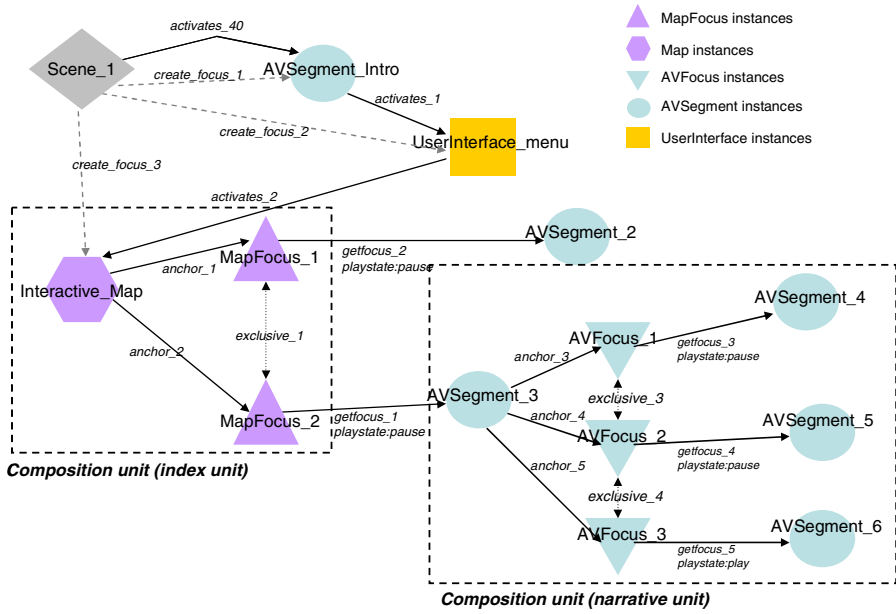 activates_40
MapFocus instances
Map instances
AVFocus instances
AVSegment instances
UserInterface instances
Scene_1
create_focus_1
AVSegment_Intro
activates_1
create_focus_2
UserInterface_menu
create_focus_3
activates_2
AVSegment_2
MapFocus_1
getfocus_2
playstate:pause
anchor_1
Interactive_Map
exclusive_1
anchor_2
MapFocus_2
getfocus_1
playstate:pause
Composition unit (index unit)
AVSegment_4
AVFocus_1
getfocus_3
playstate:pause
anchor_3
AVSegment_3
exclusive_3
anchor_4
AVSegment_5
AVFocus_2
getfocus_4
playstate:pause
anchor_5
exclusive_4
AVSegment_6
AVFocus_3
getfocus_5
playstate:play
Composition unit (narrative unit)